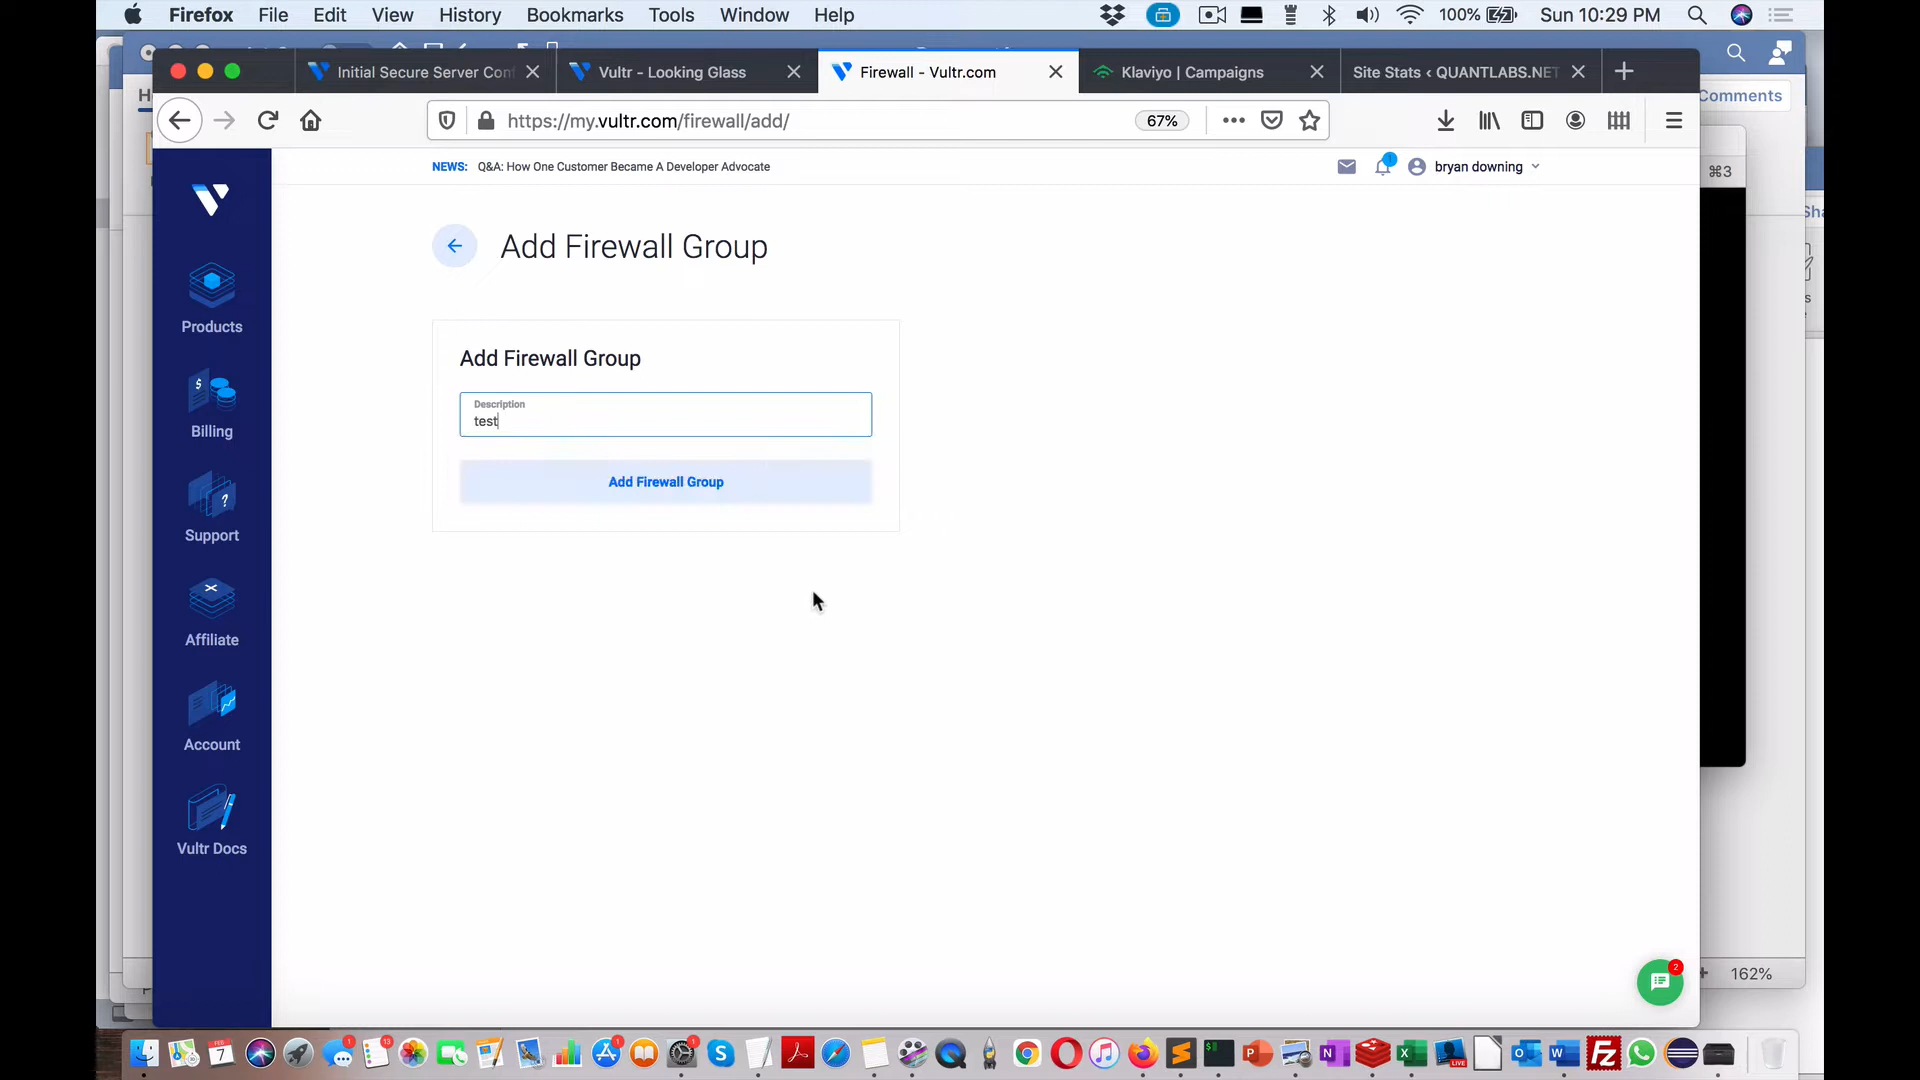 Firefox File Edit View History Bookmarks Tools Window Help 100% Sun 10:29 PM
Initial Secure Server Con
Vultr - Looking Glass
Firewall - Vultr.com
Klaviyo | Campaigns
Site Stats ‹ QUANTLABS.NET
Comments
https://my.vultr.com/firewall/add/
67%
NEWS: Q&A: How One Customer Became A Developer Advocate
1
bryan downing
⌘3
Sha
Add Firewall Group
Products
Add Firewall Group
Description
test
Billing
Add Firewall Group
Support
Affiliate
Account
Vultr Docs
2
162%